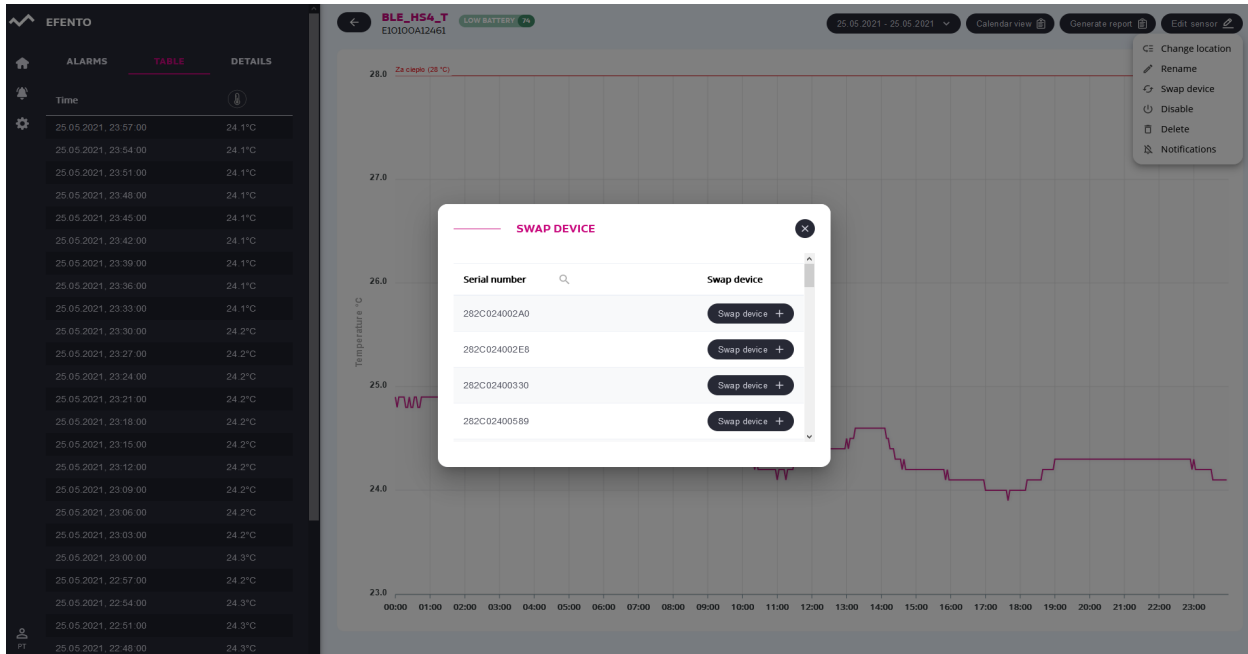 EFENTO
ALARMS TABLE DETAILS
Time
25.05.2021, 23:57:00 24.1°C
25.05.2021, 23:54:00 24.1°C
25.05.2021, 23:51:00 24.1°C
25.05.2021, 23:48:00 24.1°C
25.05.2021, 23:45:00 24.1°C
25.05.2021, 23:42:00 24.1°C
25.05.2021, 23:39:00 24.1°C
25.05.2021, 23:36:00 24.1°C
25.05.2021, 23:33:00 24.1°C
25.05.2021, 23:30:00 24.2°C
25.05.2021, 23:27:00 24.2°C
25.05.2021, 23:24:00 24.2°C
25.05.2021, 23:21:00 24.2°C
25.05.2021, 23:18:00 24.2°C
25.05.2021, 23:15:00 24.2°C
25.05.2021, 23:12:00 24.2°C
25.05.2021, 23:09:00 24.2°C
25.05.2021, 23:06:00 24.2°C
25.05.2021, 23:03:00 24.2°C
25.05.2021, 23:00:00 24.3°C
25.05.2021, 22:57:00 24.2°C
25.05.2021, 22:54:00 24.3°C
25.05.2021, 22:51:00 24.3°C
25.05.2021, 22:48:00 24.3°C
PT
BLE_HS4_T LOW BATTERY 74
E10100A12461
25.05.2021 - 25.05.2021 Calendar view Generate report Edit sensor
Change location
Rename
Swap device
Disable
Delete
Notifications
Za ciepło (28 °C)
28.0
27.0
26.0
25.0
24.0
23.0
Temperature °C
00:00 01:00 02:00 03:00 04:00 05:00 06:00 07:00 08:00 09:00 10:00 11:00 12:00 13:00 14:00 15:00 16:00 17:00 18:00 19:00 20:00 21:00 22:00 23:00
SWAP DEVICE
Serial number Swap device
282C024002A0 Swap device +
282C024002E8 Swap device +
282C02400330 Swap device +
282C02400589 Swap device +